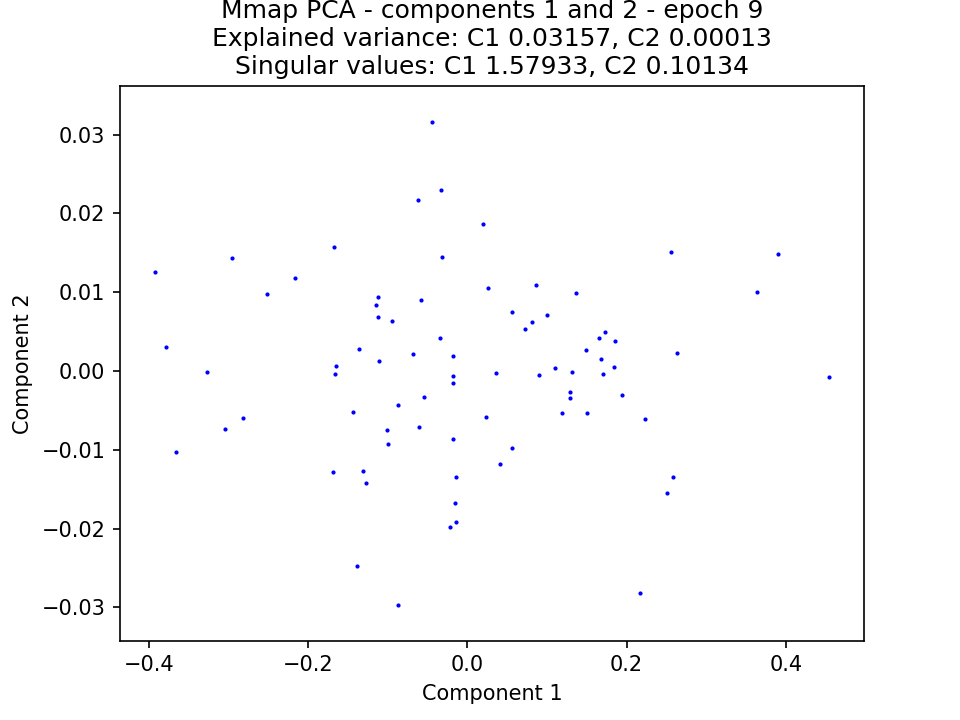 Mmap PCA - components 1 and 2 - epoch 9
Explained variance: C1 0.03157, C2 0.00013
Singular values: C1 1.57933, C2 0.10134
0.03
0.02
0.01
0.00
−0.01
−0.02
−0.03
Component 2
−0.4
−0.2
0.0
0.2
0.4
Component 1